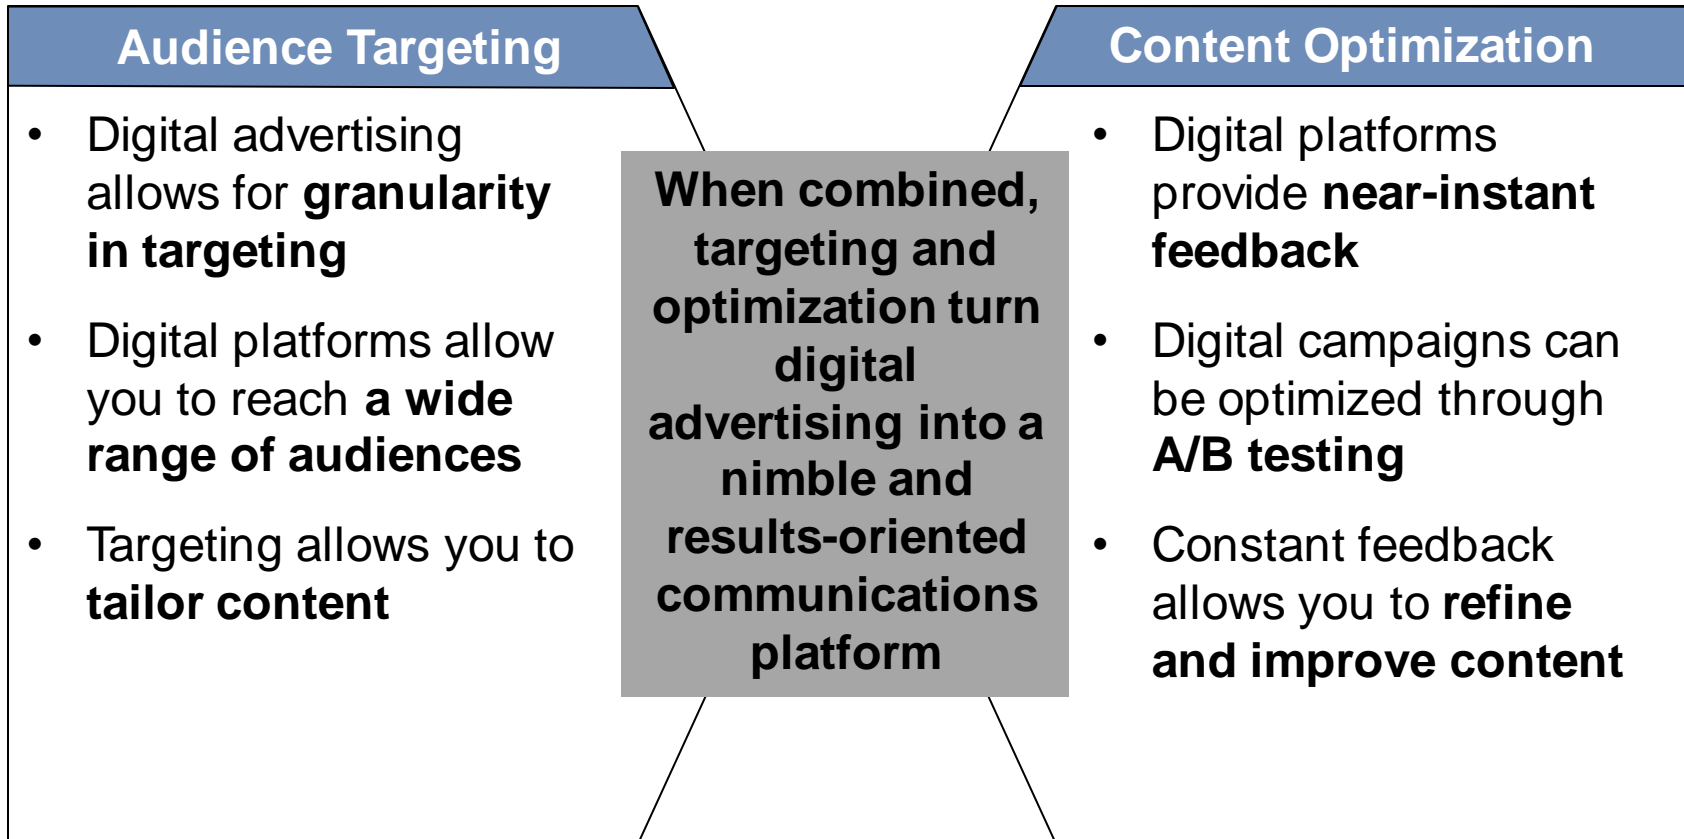 Audience Targeting
• Digital advertising
allows for granularity
in targeting
• Digital platforms allow
you to reach a wide
range of audiences
• Targeting allows you to
tailor content
When combined,
targeting and
optimization turn
digital
advertising into a
nimble and
results-oriented
communications
platform
Content Optimization
• Digital platforms
provide near-instant
feedback
• Digital campaigns can
be optimized through
A/B testing
• Constant feedback
allows you to refine
and improve content